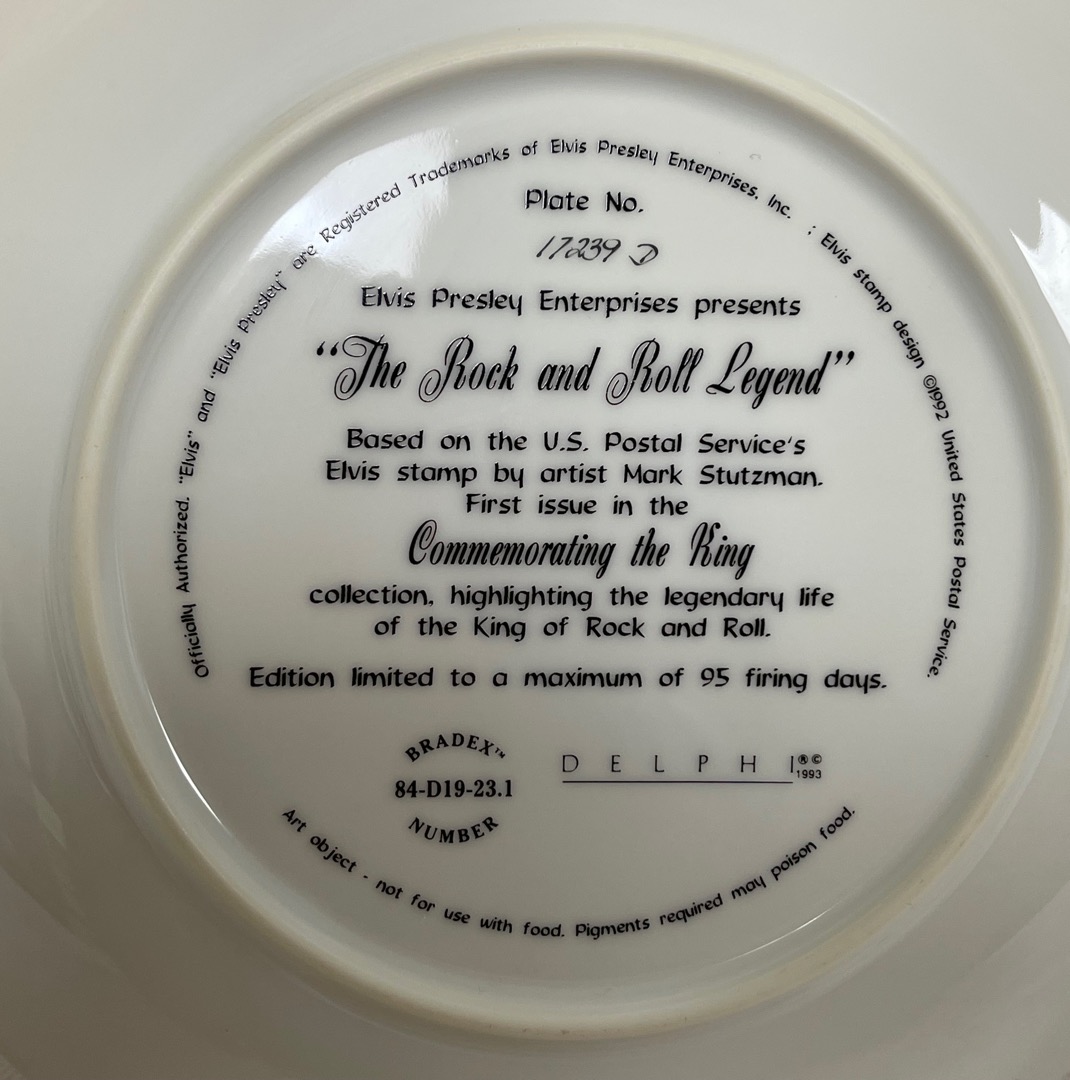 Officially Authorized. "Elvis" and "Elvis Presley" are Registered Trademarks of Elvis Presley Enterprises, Inc. ; Elvis stamp design ©1992 United States Postal Service.
Plate No.
17239 D
Elvis Presley Enterprises presents
“The Rock and Roll Legend”
Based on the U.S. Postal Service's
Elvis stamp by artist Mark Stutzman.
First issue in the
Commemorating the King
collection, highlighting the legendary life
of the King of Rock and Roll.
Edition limited to a maximum of 95 firing days.
BRADEX™
84-D19-23.1
NUMBER
DELPHI®©
1993
Art object - not for use with food. Pigments required may poison food.